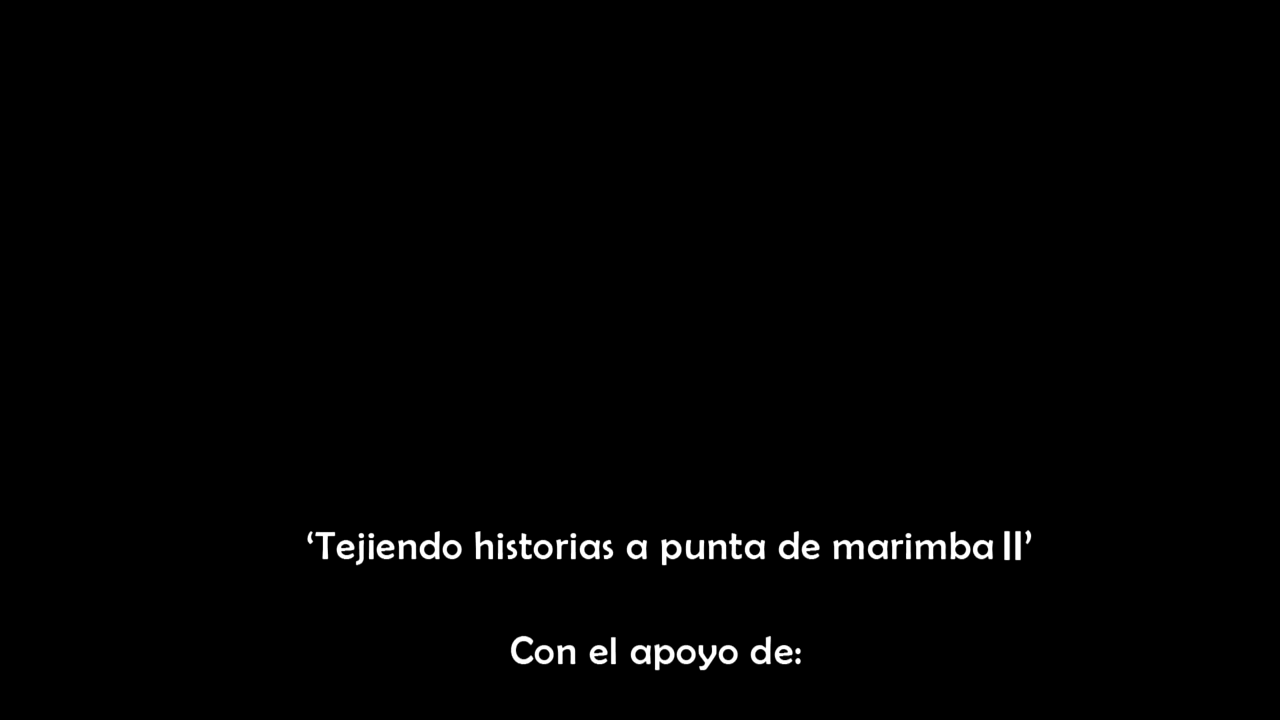 ‘Tejiendo historias a punta de marimba II’
Con el apoyo de: